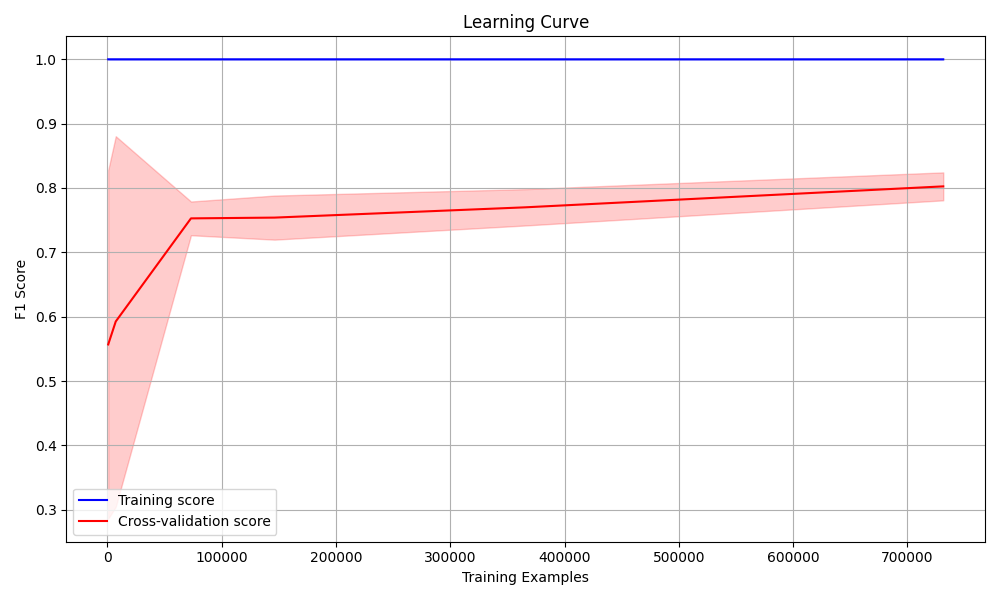 Learning Curve
1.0
0.9
0.8
0.7
0.6
0.5
0.4
0.3
F1 Score
Training score
Cross-validation score
0 100000 200000 300000 400000 500000 600000 700000
Training Examples